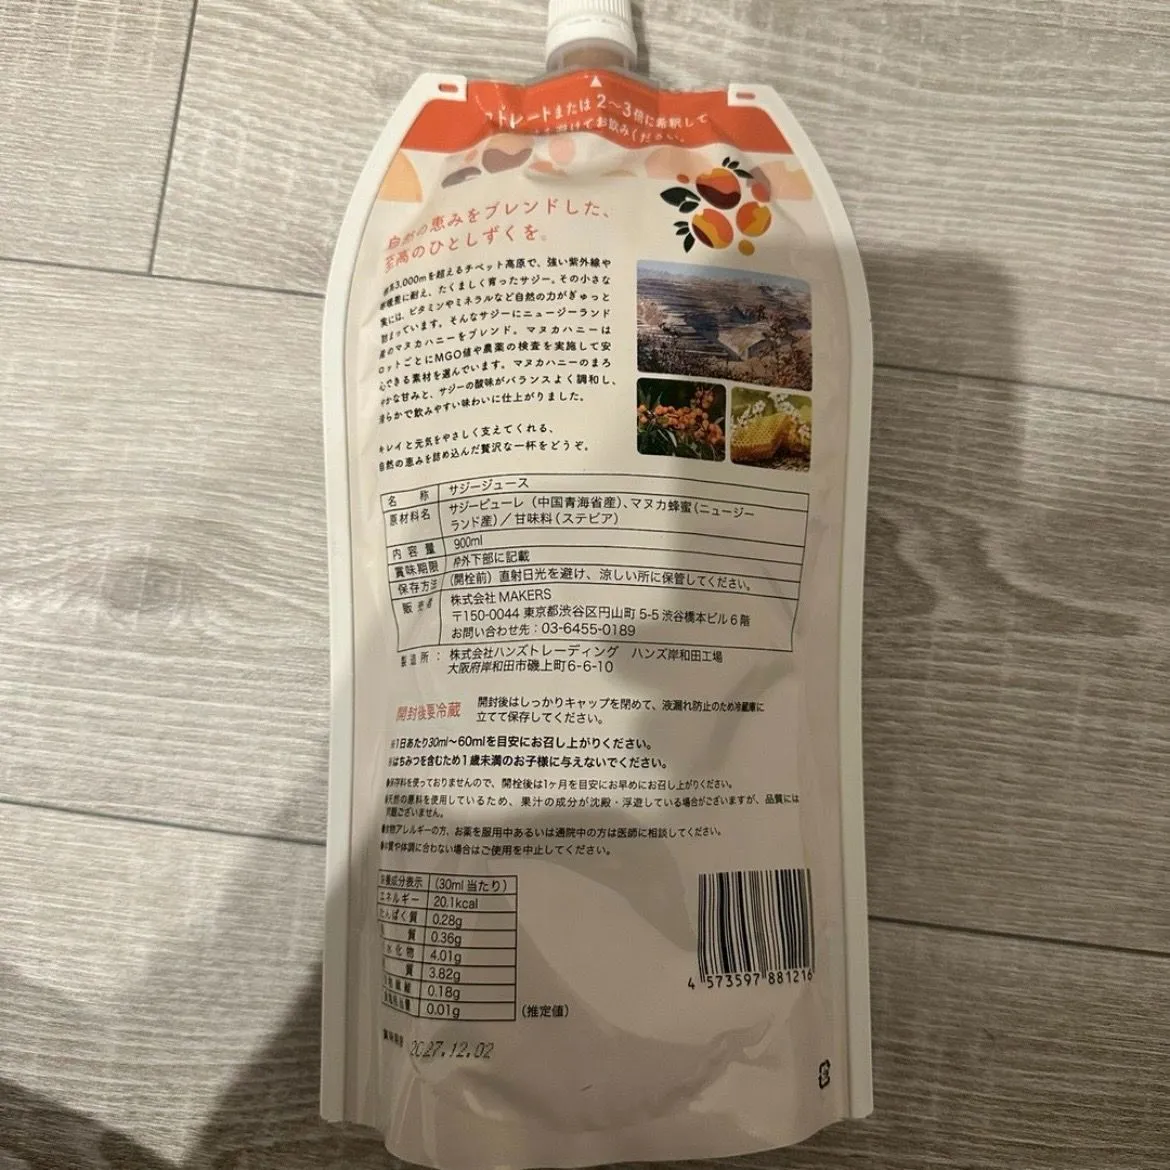 トレートまたは2〜3倍に希釈して
避けてお飲みください。
自然の恵みをブレンドした、
至高のひとしずくを。
標高3,000mを超えるチベット高原で、強い紫外線や
寒暖差に耐え、たくましく育ったサジー。その小さな
実には、ビタミンやミネラルなど自然の力がぎゅっと
詰まっています。そんなサジーにニュージーランド
産のマヌカハニーをブレンド。マヌカハニーは
ロットごとにMGO値や農薬の検査を実施して安
心できる素材を選んでいます。マヌカハニーのまろ
やかな甘みと、サジーの酸味がバランスよく調和し、
滑らかで飲みやすい味わいに仕上がりました。
キレイと元気をやさしく支えてくれる、
自然の恵みを詰め込んだ贅沢な一杯をどうぞ。
名称 サジージュース
原材料名 サジーピューレ（中国青海省産）、マヌカ蜂蜜（ニュージー
ランド産）／甘味料（ステビア）
内容量 900ml
賞味期限 枠外下部に記載
保存方法 （開栓前）直射日光を避け、涼しい所に保管してください。
販売者 株式会社 MAKERS
〒150-0044 東京都渋谷区円山町 5-5 渋谷橋本ビル 6 階
お問い合わせ先：03-6455-0189
製造所： 株式会社ハンズトレーディング ハンズ岸和田工場
大阪府岸和田市磯上町6-6-10
開封後要冷蔵 開封後はしっかりキャップを閉めて、液漏れ防止のため冷蔵庫に
立てて保存してください。
※1日あたり30ml〜60mlを目安にお召し上がりください。
※はちみつを含むため1歳未満のお子様に与えないでください。
●保存料を使っておりませんので、開栓後は1ヶ月を目安にお早めにお召し上がりください。
●天然の原料を使用しているため、果汁の成分が沈殿・浮遊している場合がございますが、品質には
問題ございません。
●食物アレルギーの方、お薬を服用中あるいは通院中の方は医師に相談してください。
●体質や体調に合わない場合はご使用を中止してください。
栄養成分表示 （30ml 当たり）
エネルギー 20.1kcal
たんぱく質 0.28g
質 0.36g
水化物 4.01g
質 3.82g
繊維 0.18g
食塩相当量 0.01g
（推定値）
4 573597 881216
賞味期限 2027.12.02